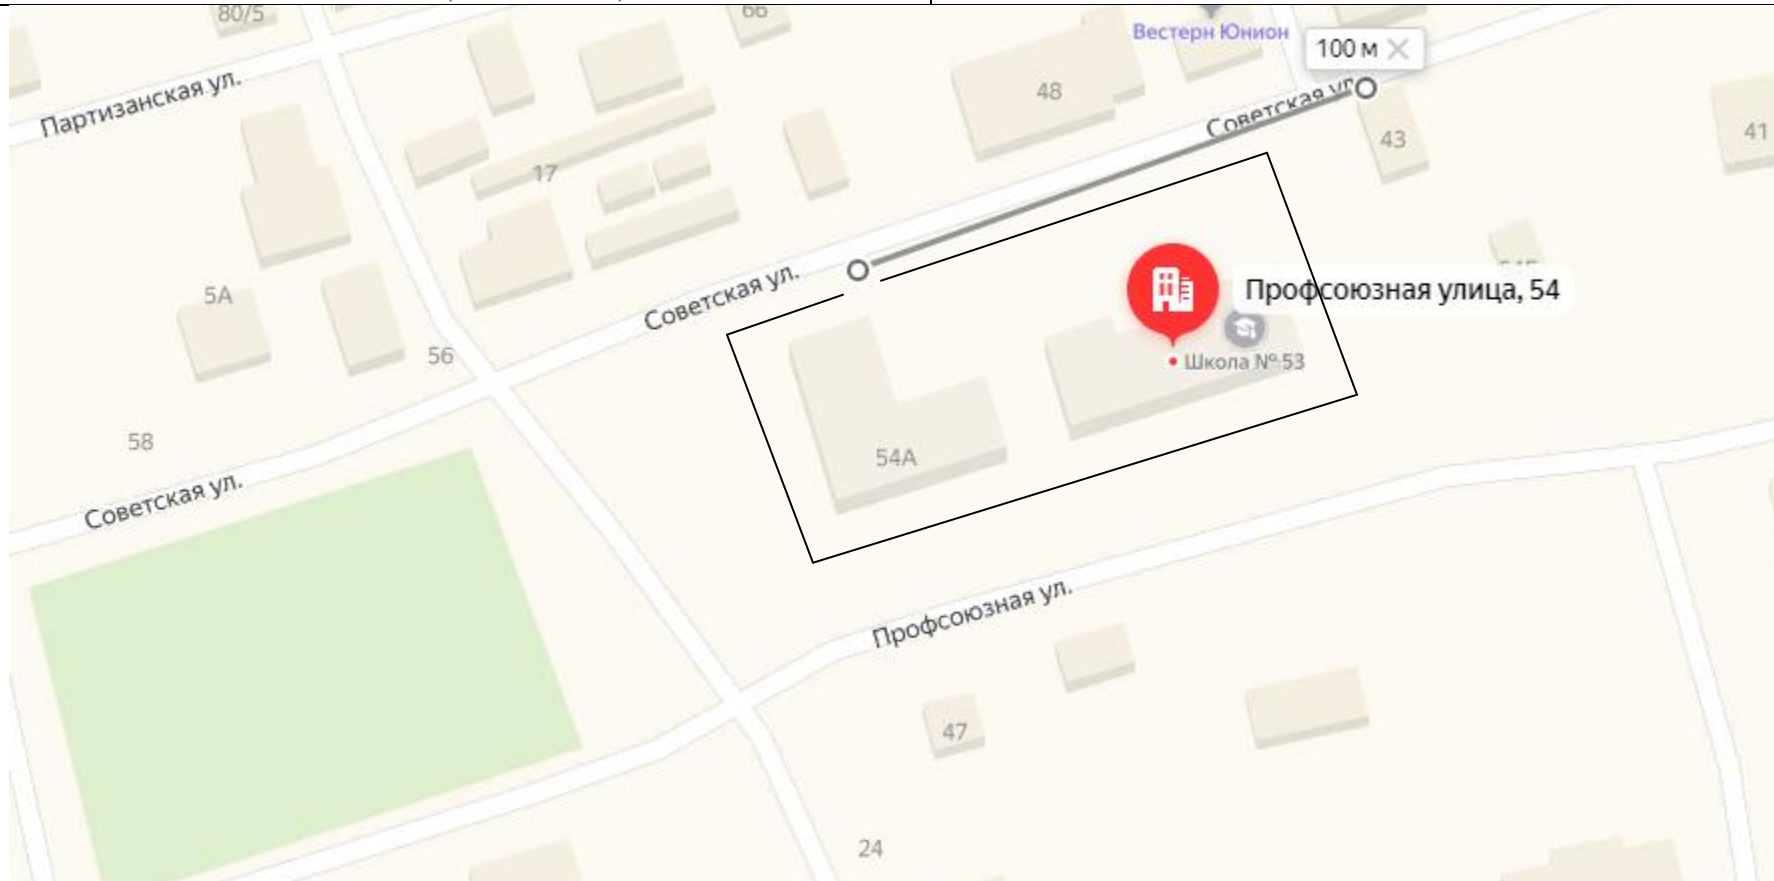 80/5
66
Вестерн Юнион
100 м
Партизанская ул.
48
Советская ул.
43
41
17
5А
Советская ул.
Профсоюзная улица, 54
56
Школа № 53
58
54А
Советская ул.
Профсоюзная ул.
47
24